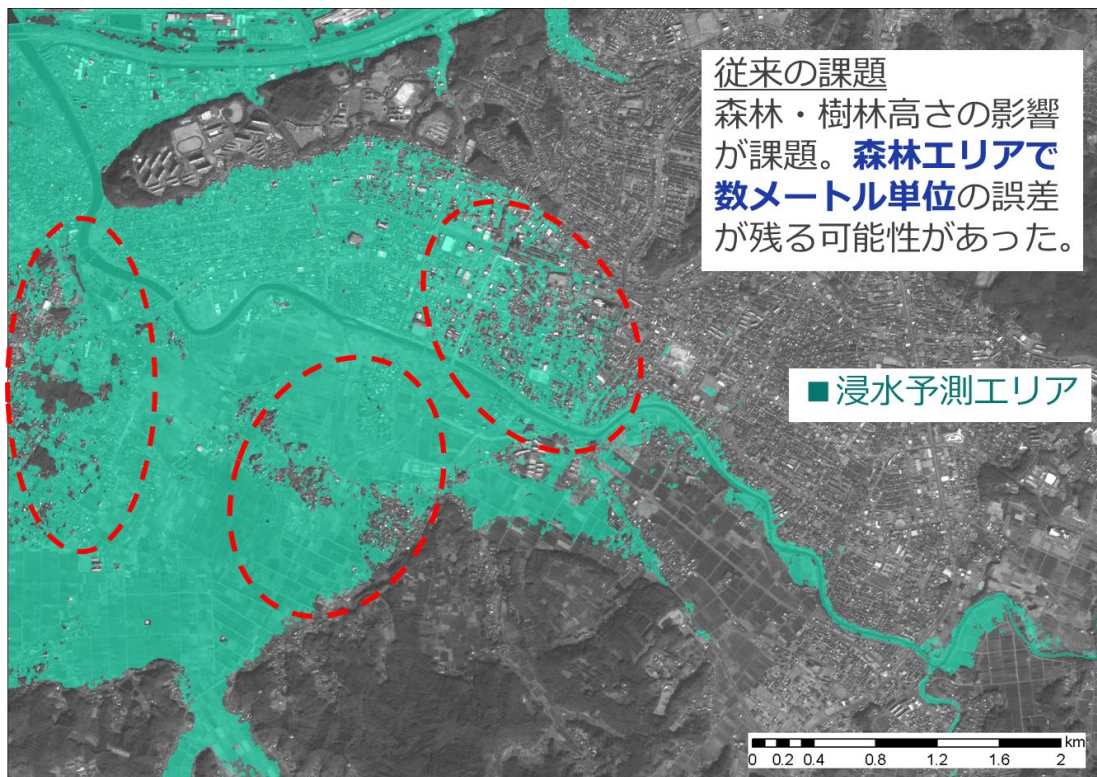 従来の課題
森林・樹林高さの影響
が課題。森林エリアで
数メートル単位の誤差
が残る可能性があった。
■浸水予測エリア
km
0 0.2 0.4 0.8 1.2 1.6 2